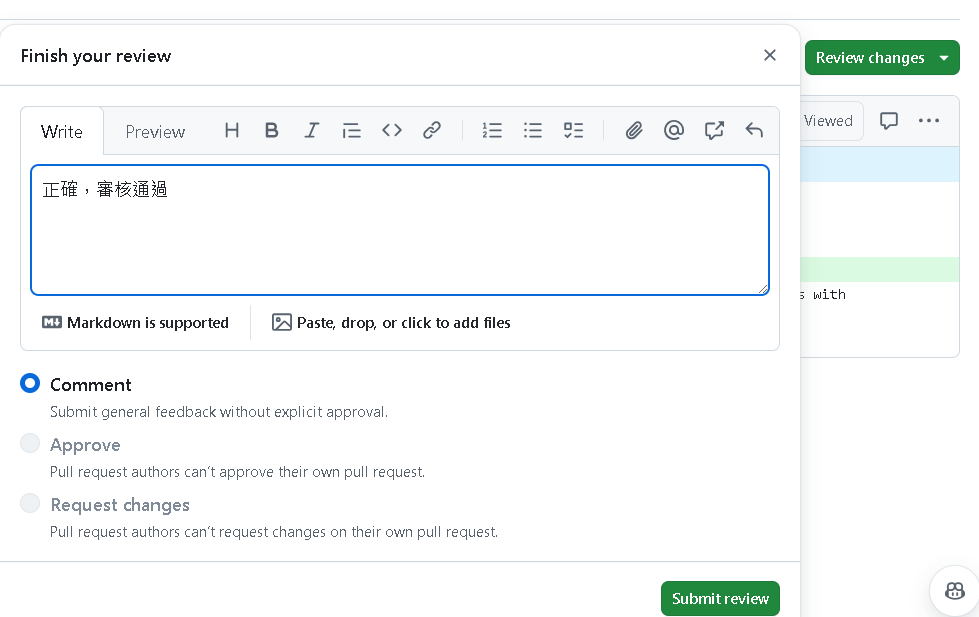 Finish your review
Review changes
Write
Preview
Viewed
正確，審核通過
s with
Markdown is supported
Paste, drop, or click to add files
Comment
Submit general feedback without explicit approval.
Approve
Pull request authors can't approve their own pull request.
Request changes
Pull request authors can't request changes on their own pull request.
Submit review